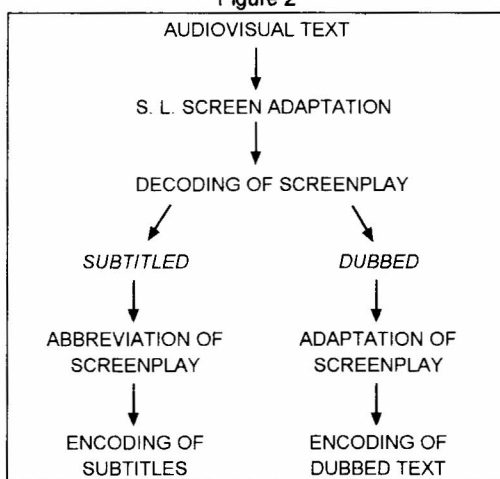 Figure 2
AUDIOVISUAL TEXT
S. L. SCREEN ADAPTATION
DECODING OF SCREENPLAY
SUBTITLED
DUBBED
ABBREVIATION OF
SCREENPLAY
ADAPTATION OF
SCREENPLAY
ENCODING OF
SUBTITLES
ENCODING OF
DUBBED TEXT